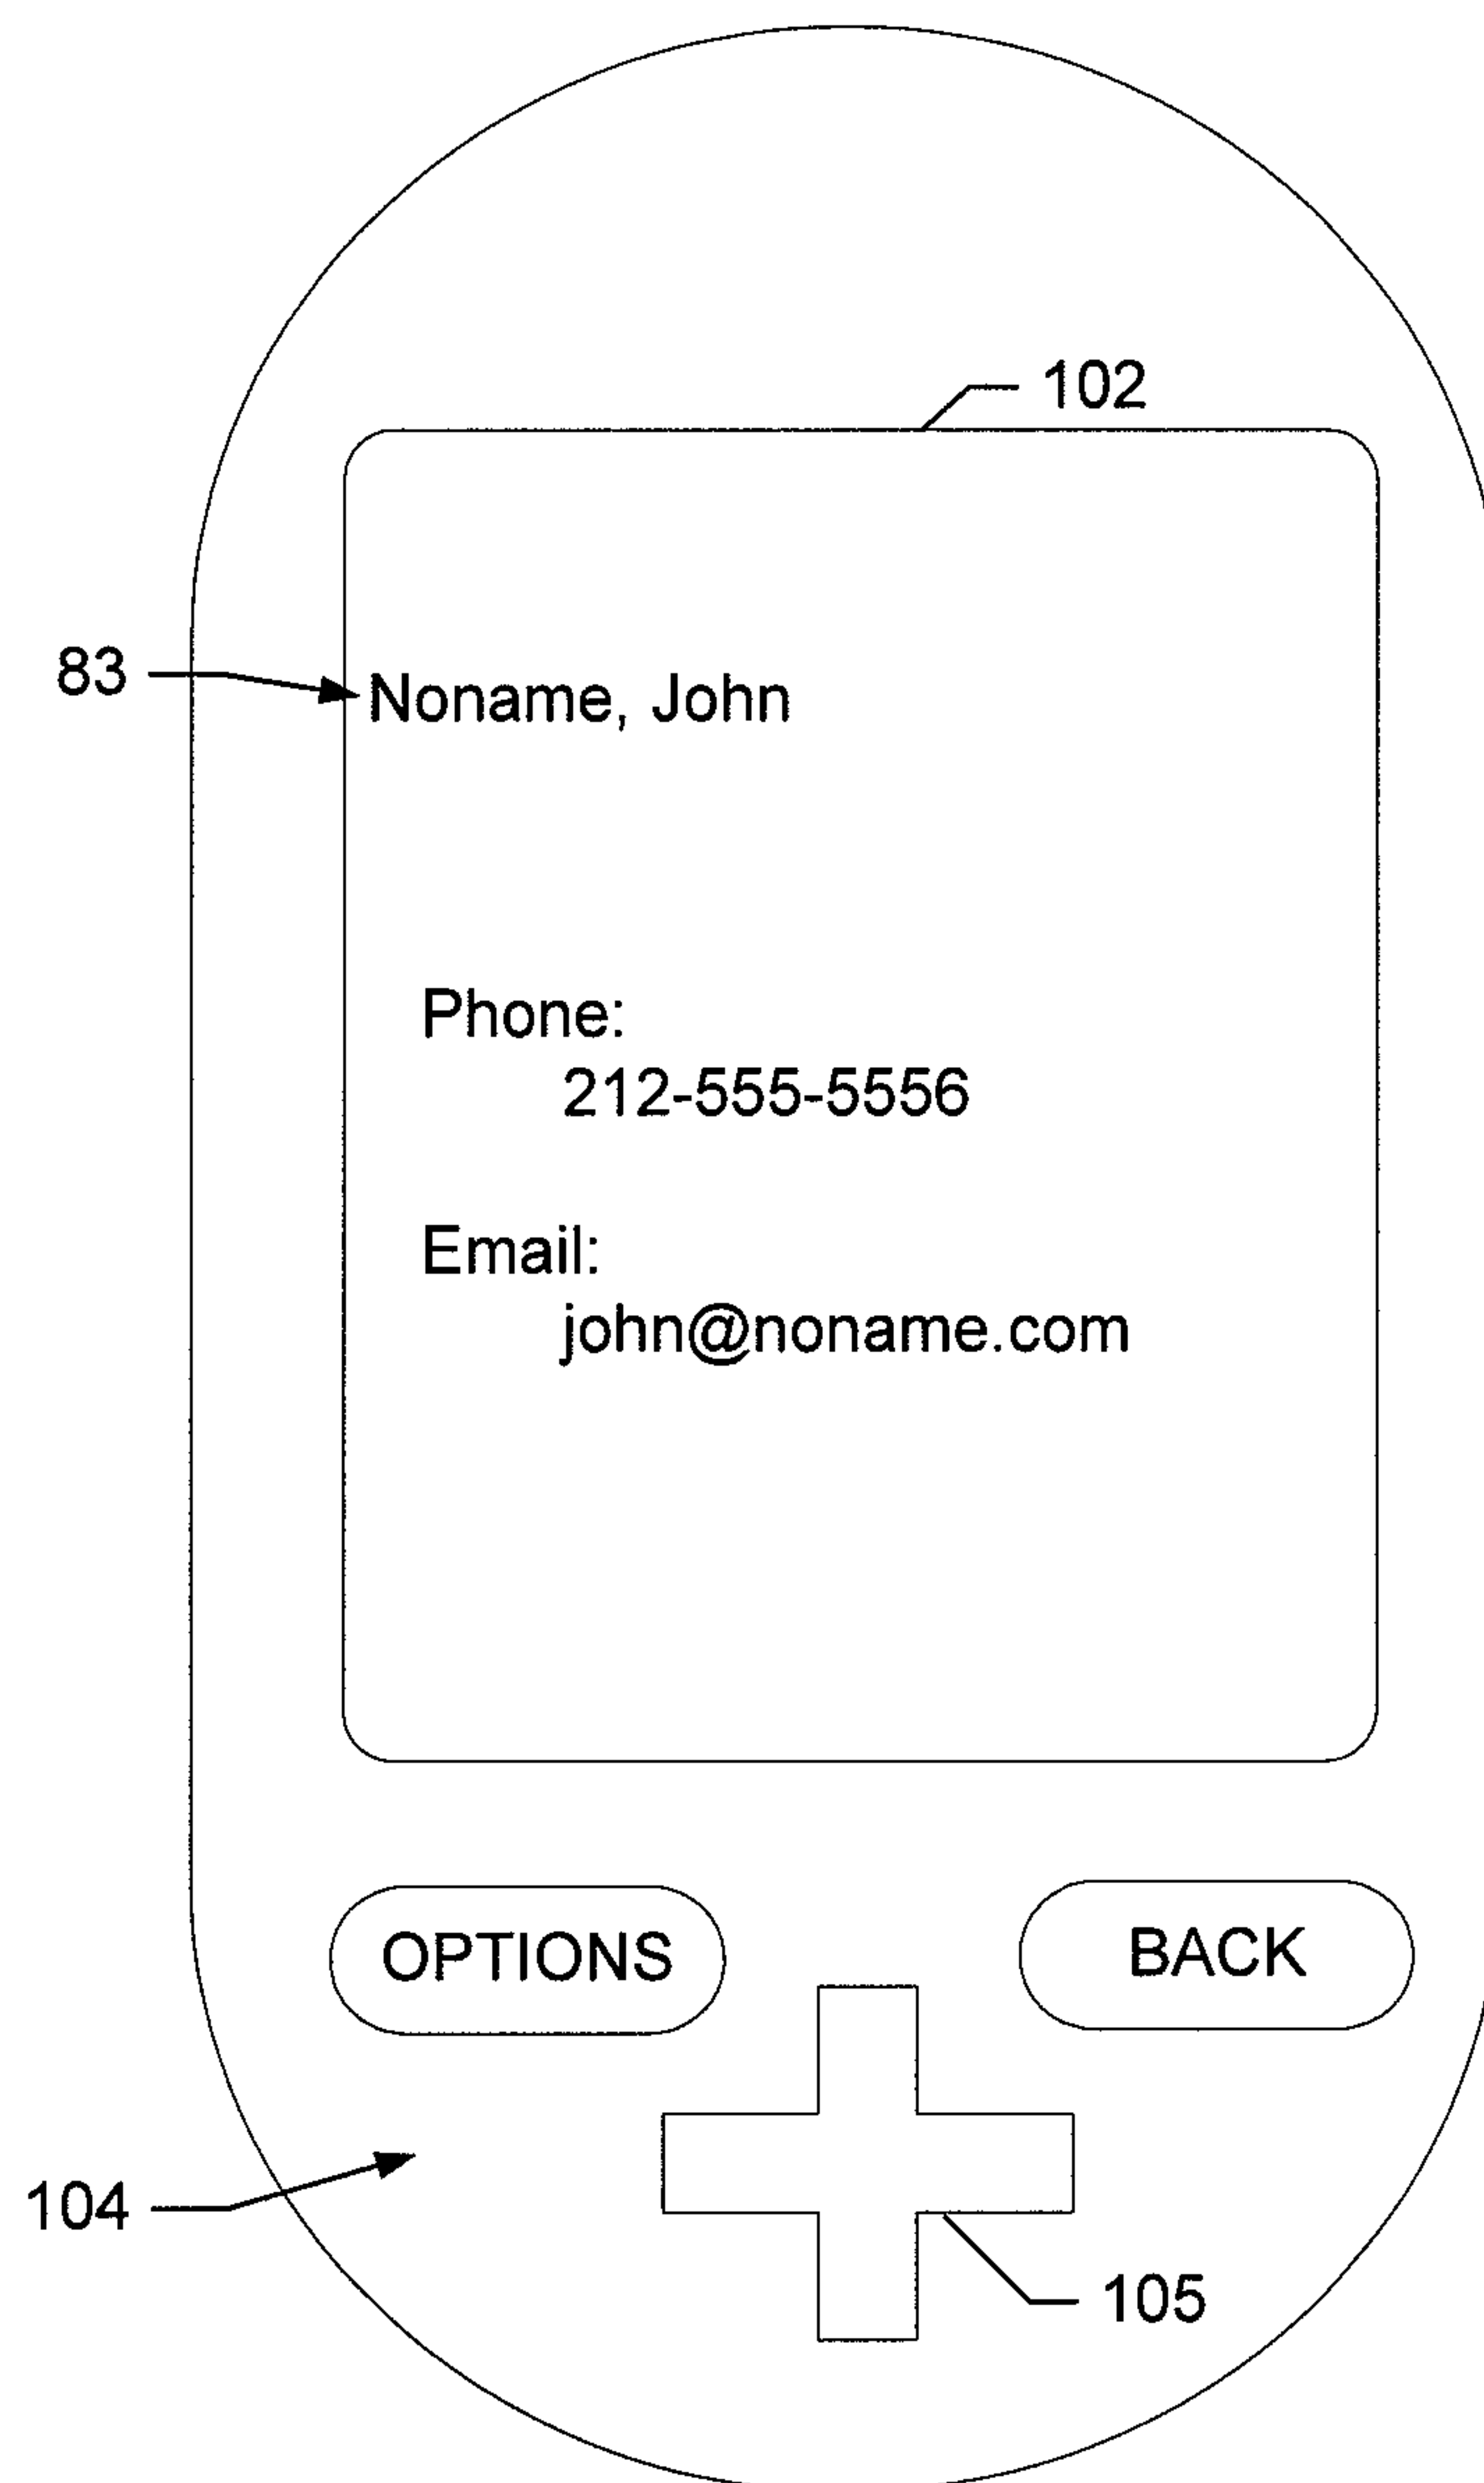 102
83
Noname, John
Phone:
212-555-5556
Email:
john@noname.com
OPTIONS
BACK
104
105